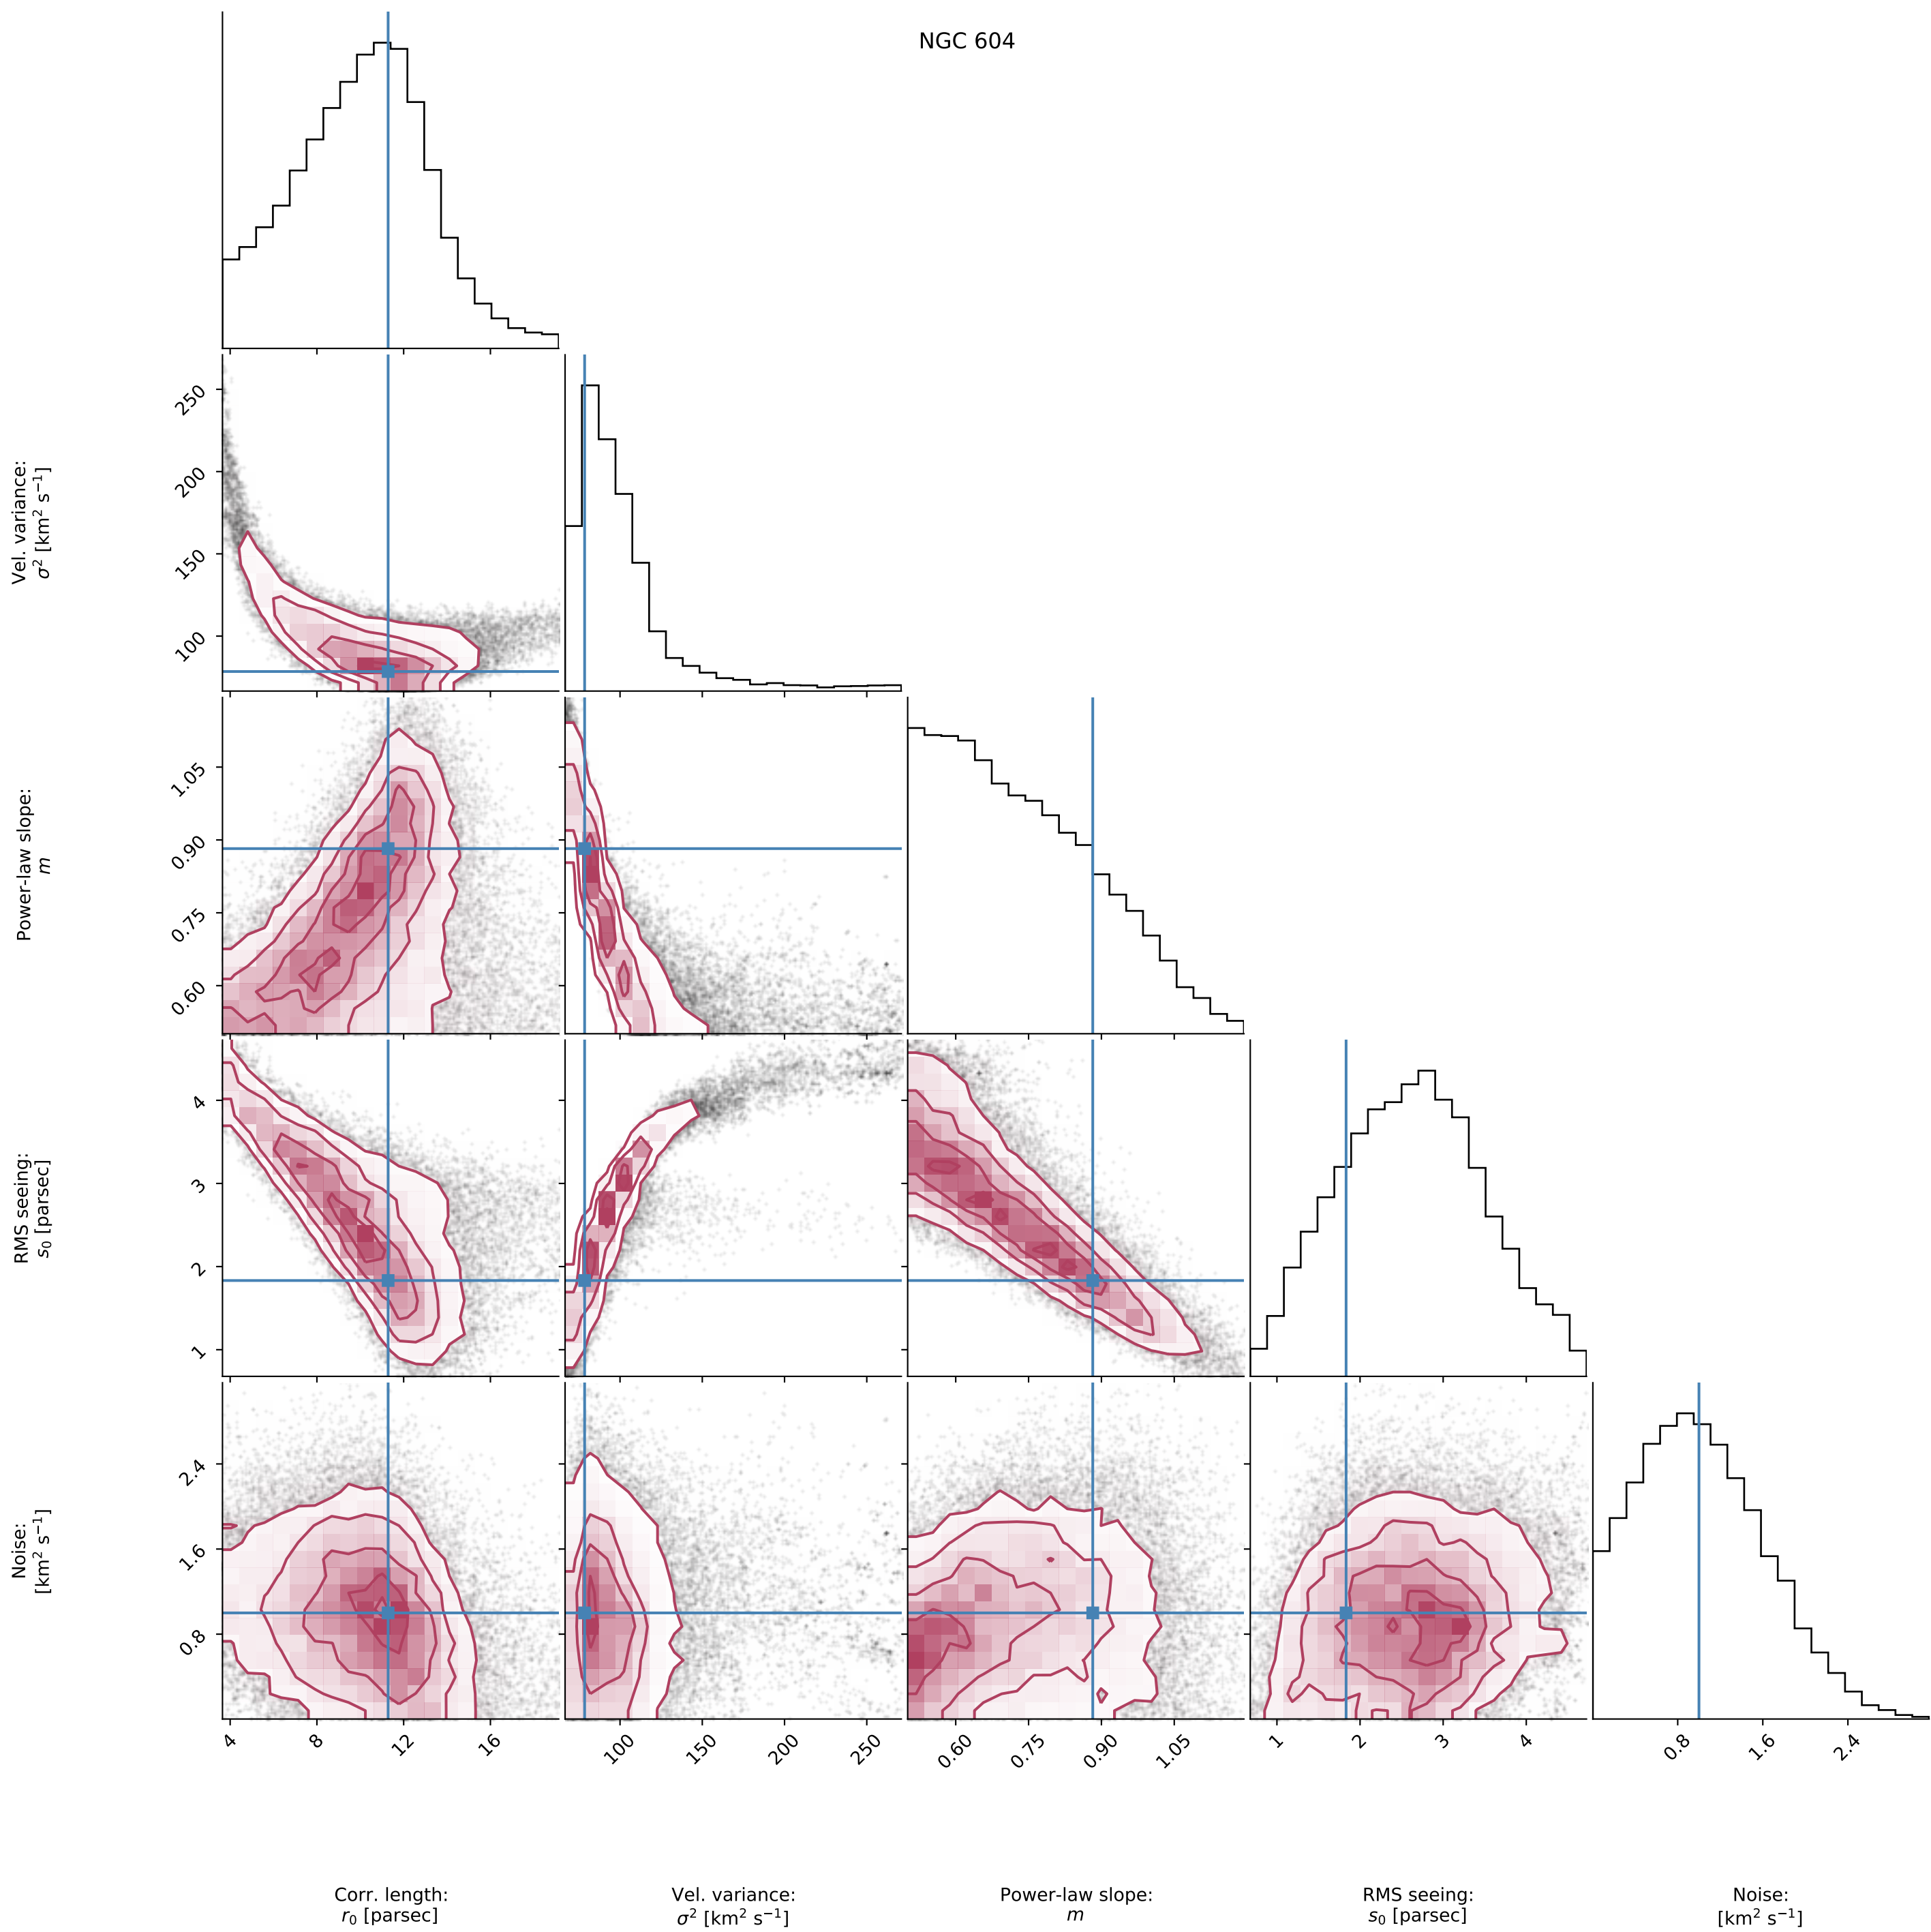 NGC 604
250
200
150
100
Vel. variance:
σ² [km² s⁻¹]
1.05
0.90
0.75
0.60
Power-law slope:
m
4
3
2
1
RMS seeing:
s₀ [parsec]
2.4
1.6
0.8
Noise:
[km² s⁻¹]
4 8 12 16
100 150 200 250
0.60 0.75 0.90 1.05
1 2 3 4
0.8 1.6 2.4
Corr. length:
r₀ [parsec]
Vel. variance:
σ² [km² s⁻¹]
Power-law slope:
m
RMS seeing:
s₀ [parsec]
Noise:
[km² s⁻¹]